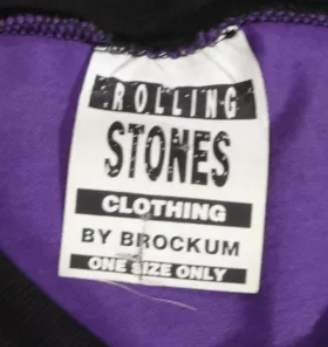 ROLLING
STONES
CLOTHING
BY BROCKUM
ONE SIZE ONLY